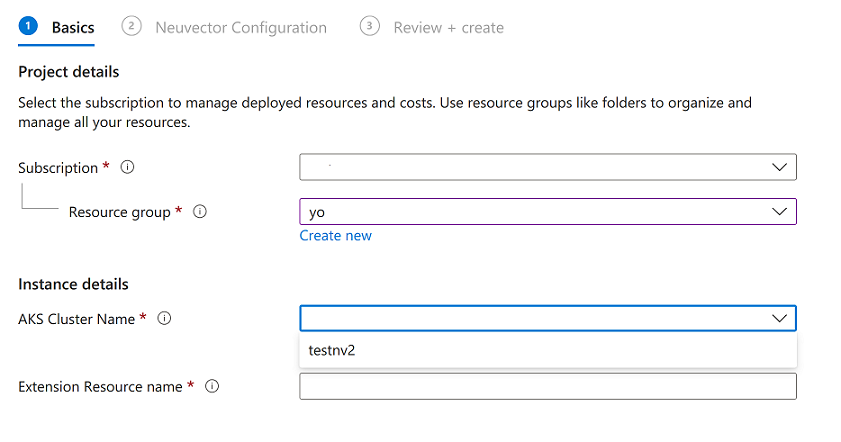 1 Basics 2 Neuvector Configuration 3 Review + create
Project details
Select the subscription to manage deployed resources and costs. Use resource groups like folders to organize and
manage all your resources.
Subscription *
Resource group *
yo
Create new
Instance details
AKS Cluster Name *
testnv2
Extension Resource name *